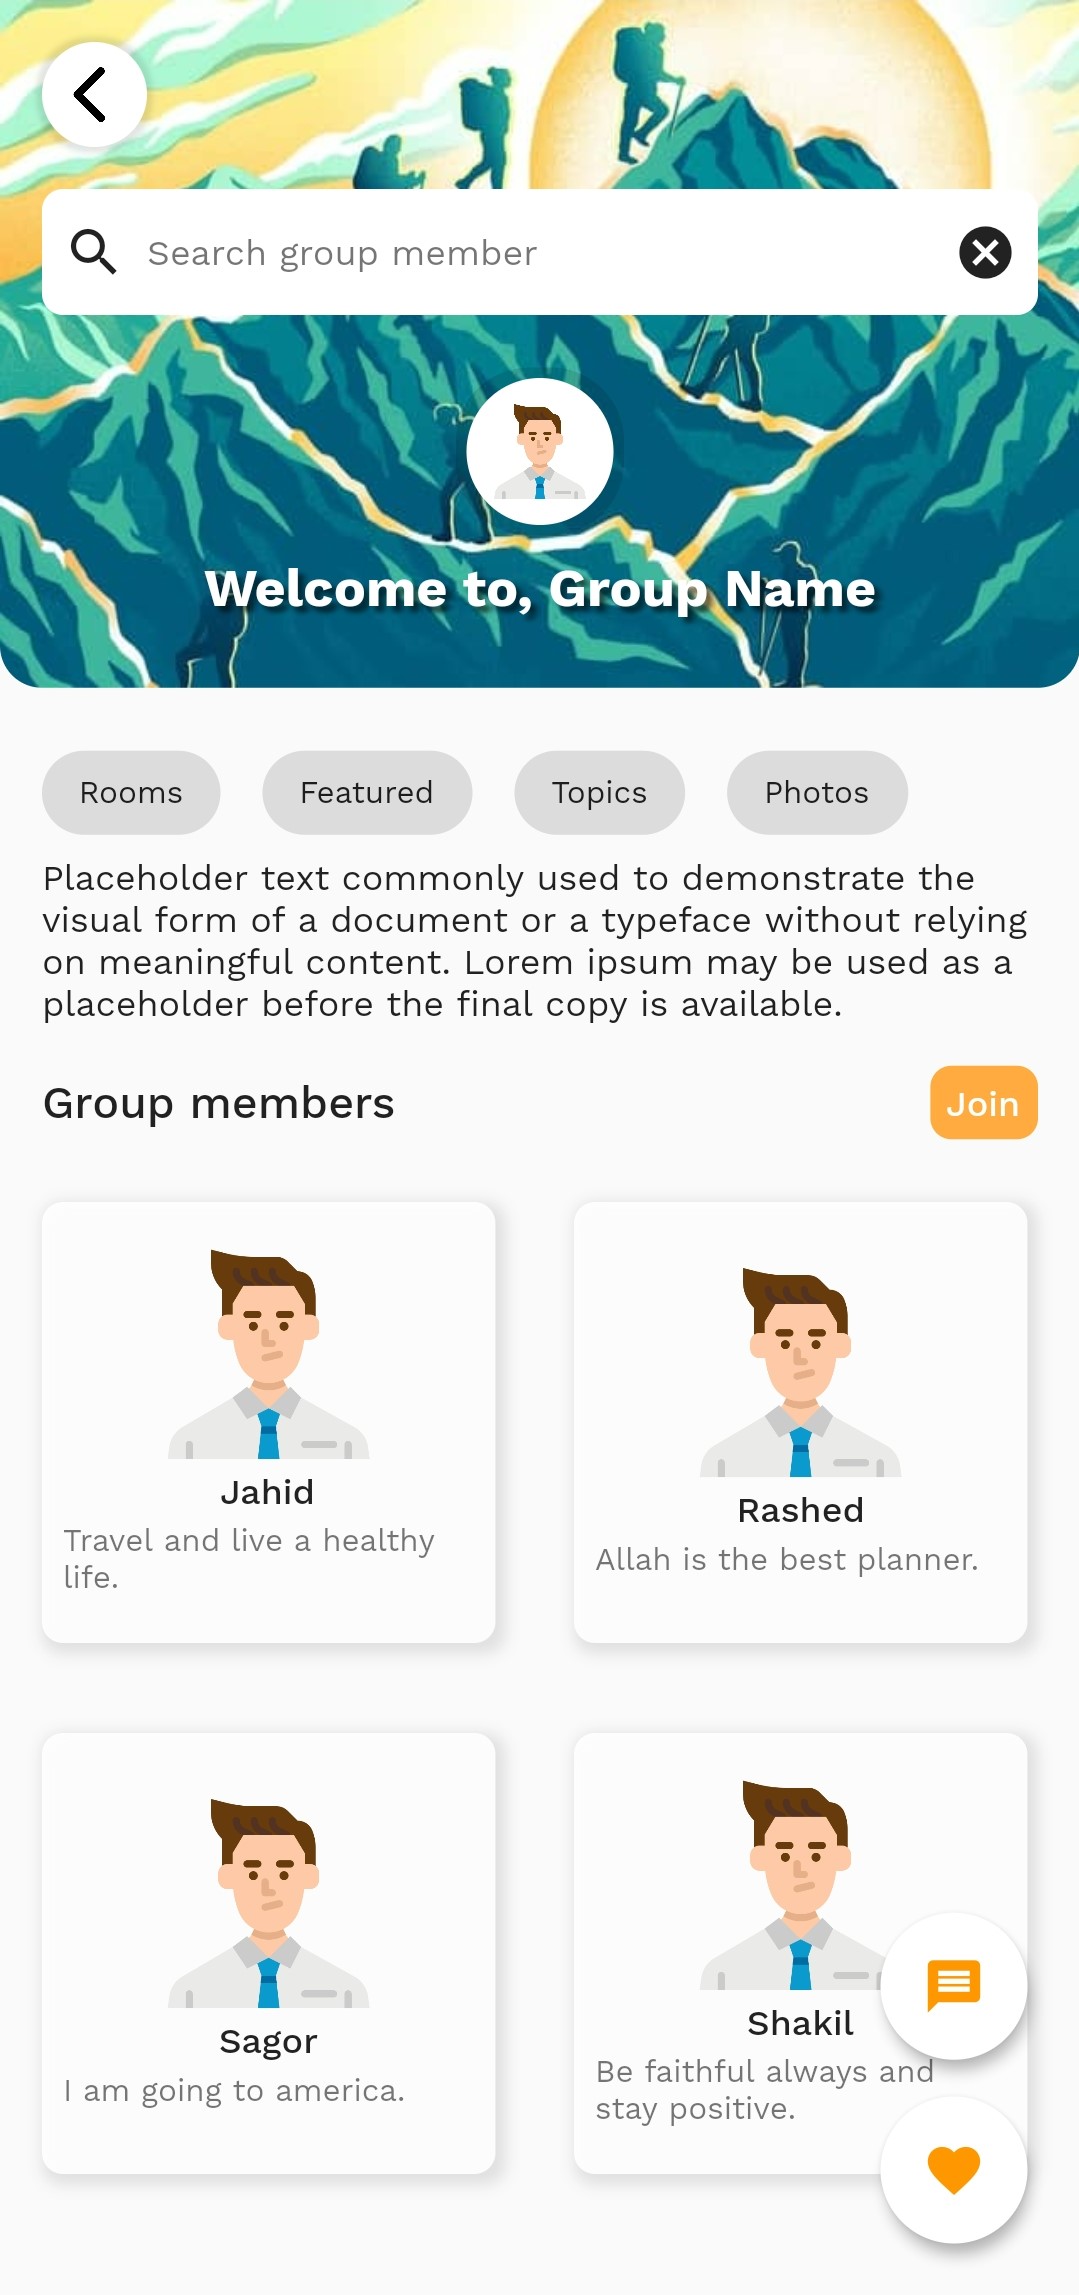 Search group member
Welcome to, Group Name
Rooms
Featured
Topics
Photos
Placeholder text commonly used to demonstrate the
visual form of a document or a typeface without relying
on meaningful content. Lorem ipsum may be used as a
placeholder before the final copy is available.
Group members
Join
Jahid
Travel and live a healthy
life.
Rashed
Allah is the best planner.
Sagor
I am going to america.
Shakil
Be faithful always and
stay positive.